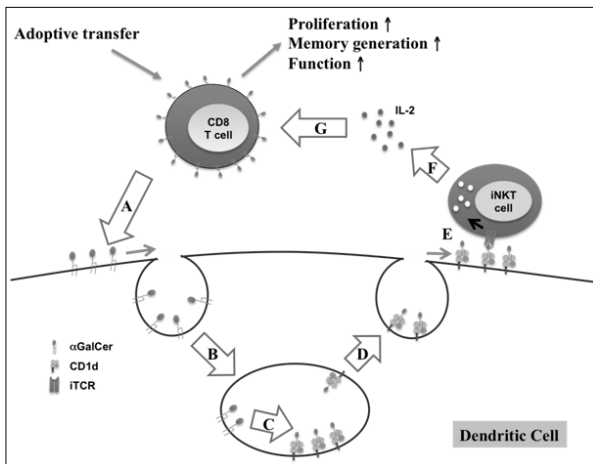 Adoptive transfer
Proliferation ↑
Memory generation ↑
Function ↑
CD8
T cell
IL-2
G
F
iNKT
cell
A
E
B
D
C
αGalCer
CD1d
iTCR
Dendritic Cell